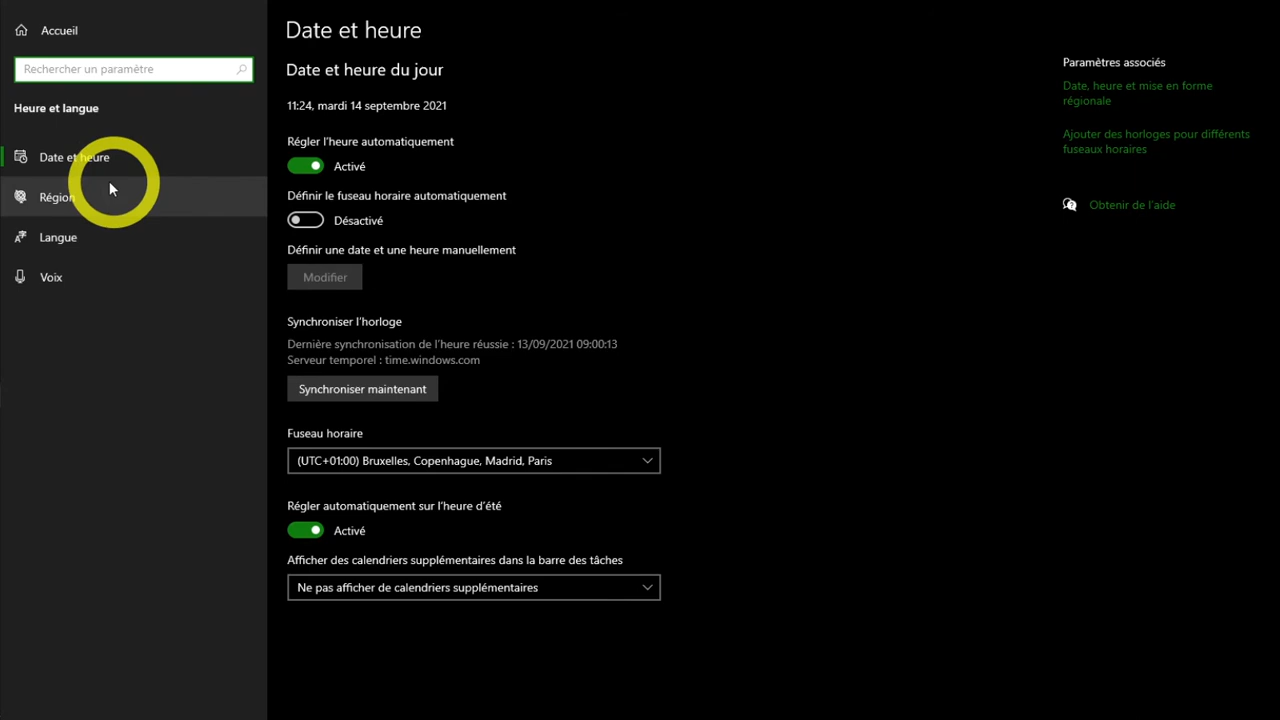 Accueil
Rechercher un paramètre
Heure et langue
Date et heure
Région
Langue
Voix
Date et heure
Date et heure du jour
11:24, mardi 14 septembre 2021
Régler l'heure automatiquement
Activé
Définir le fuseau horaire automatiquement
Désactivé
Définir une date et une heure manuellement
Modifier
Synchroniser l'horloge
Dernière synchronisation de l'heure réussie : 13/09/2021 09:00:13
Serveur temporel : time.windows.com
Synchroniser maintenant
Fuseau horaire
(UTC+01:00) Bruxelles, Copenhague, Madrid, Paris
Régler automatiquement sur l'heure d'été
Activé
Afficher des calendriers supplémentaires dans la barre des tâches
Ne pas afficher de calendriers supplémentaires
Paramètres associés
Date, heure et mise en forme
régionale
Ajouter des horloges pour différents
fuseaux horaires
Obtenir de l'aide